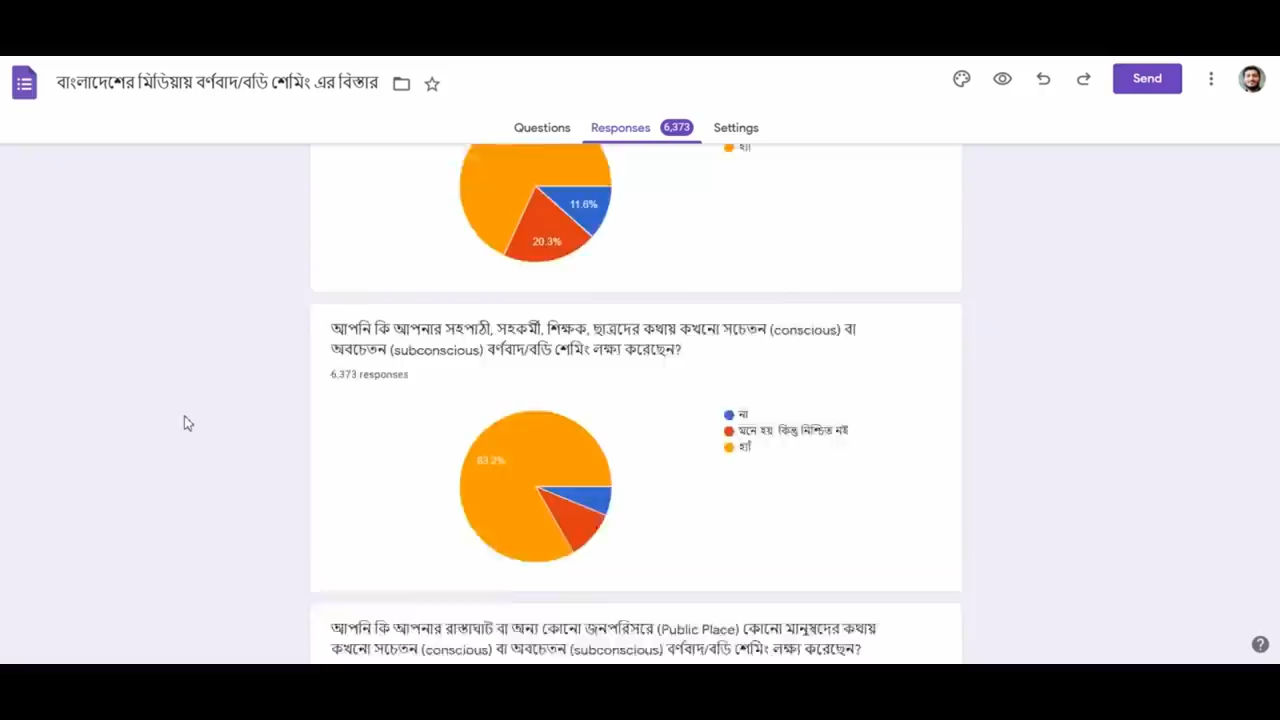 বাংলাদেশের মিডিয়ায় বর্ণবাদ/বডি শেমিং এর বিস্তার
Send
Questions
Responses 6,373
Settings
11.6%
20.3%
আপনি কি আপনার সহপাঠী, সহকর্মী, শিক্ষক, ছাত্রদের কথায় কখনো সচেতন (conscious) বা
অবচেতন (subconscious) বর্ণবাদ/বডি শেমিং লক্ষ্য করেছেন?
6,373 responses
না
মনে হয় কিন্তু নিশ্চিত নই
হ্যাঁ
83.2%
আপনি কি আপনার রাস্তাঘাট বা অন্য কোনো জনপরিসরে (Public Place) কোনো মানুষদের কথায়
কখনো সচেতন (conscious) বা অবচেতন (subconscious) বর্ণবাদ/বডি শেমিং লক্ষ্য করেছেন?